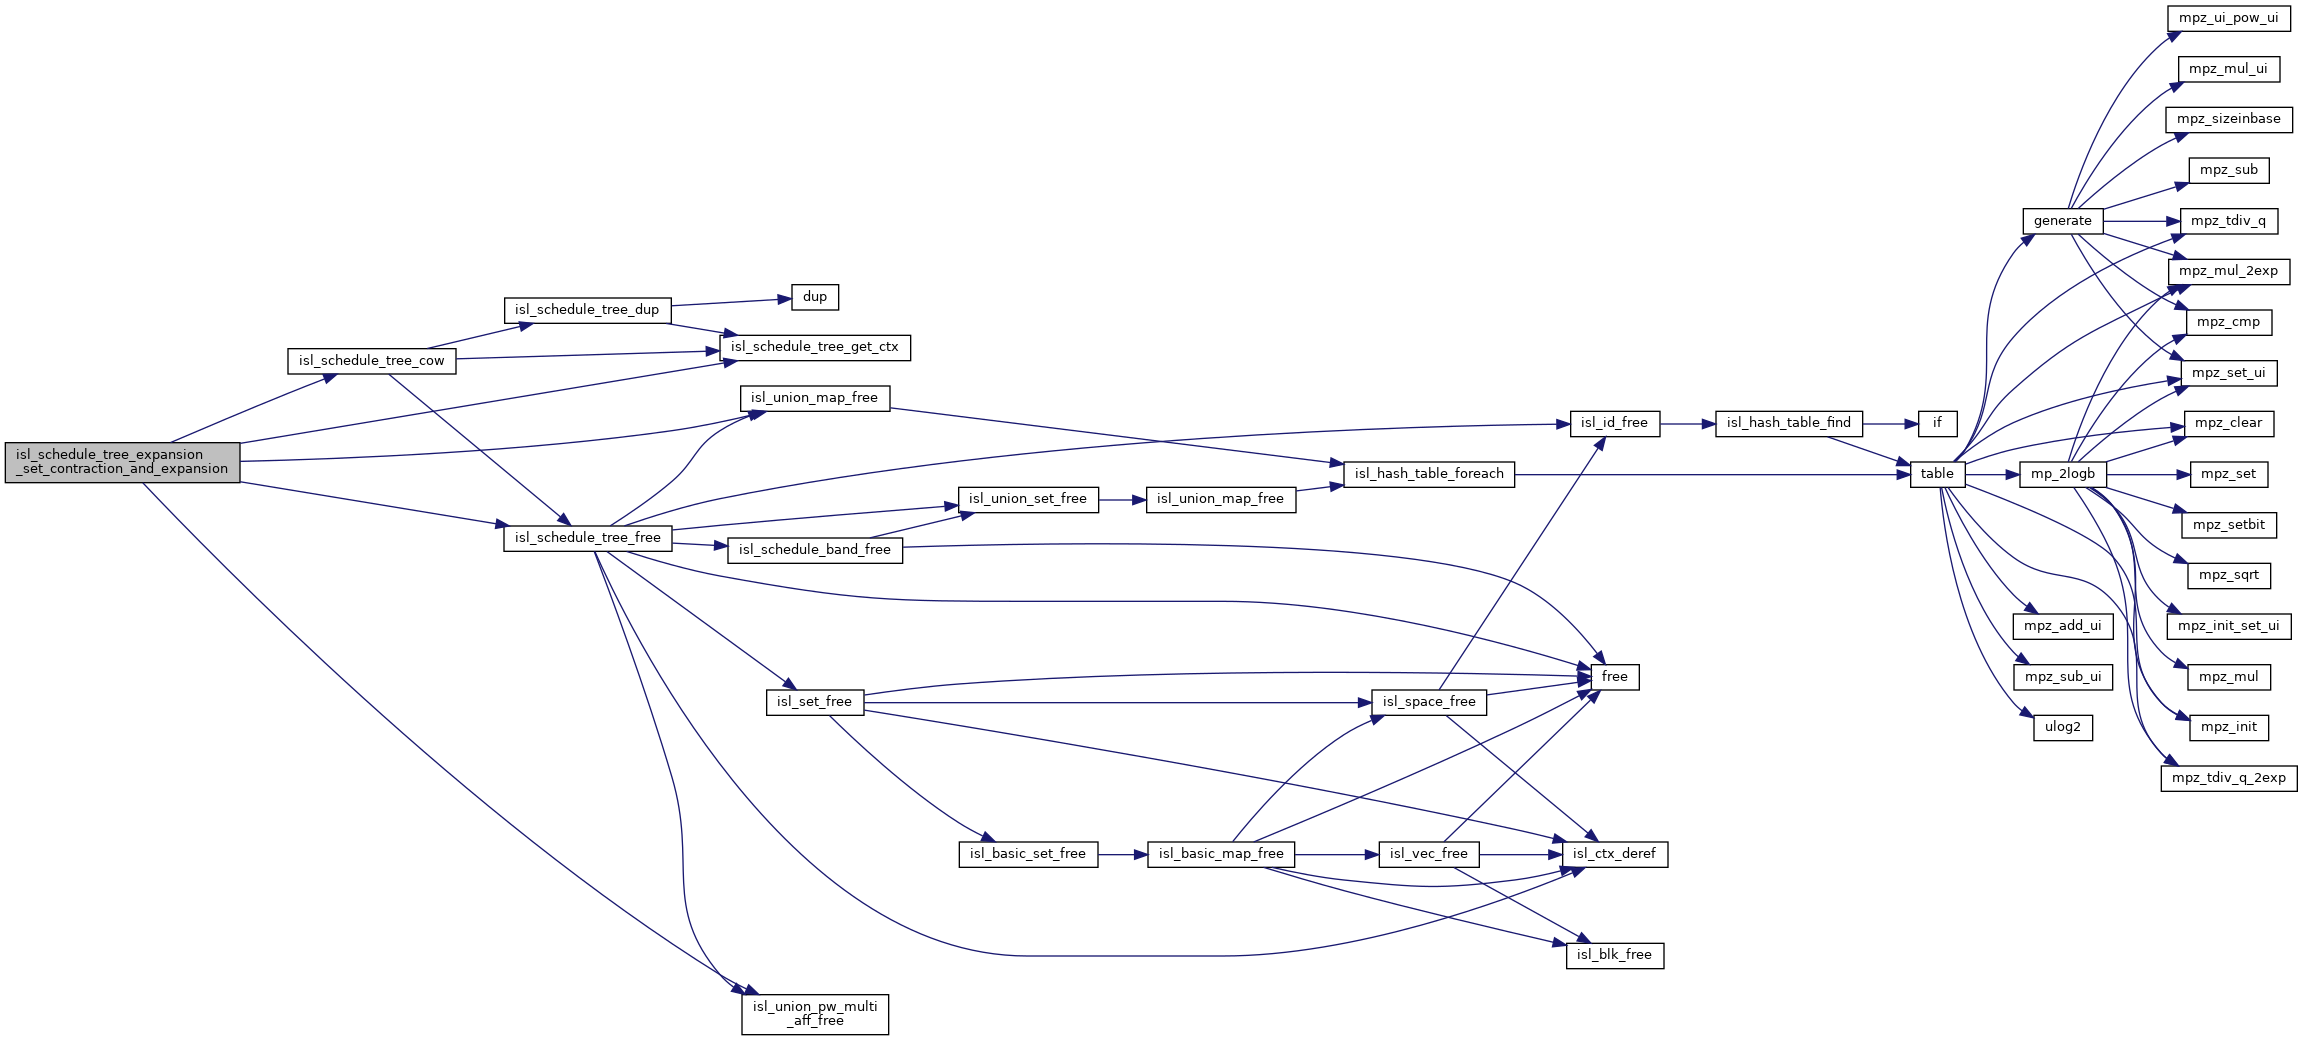 isl_schedule_tree_expansion
_set_contraction_and_expansion
isl_schedule_tree_cow
isl_schedule_tree_dup
dup
isl_schedule_tree_get_ctx
isl_union_map_free
isl_schedule_tree_free
isl_union_set_free
isl_schedule_band_free
isl_union_map_free
isl_set_free
isl_basic_set_free
isl_basic_map_free
isl_union_pw_multi
_aff_free
isl_hash_table_foreach
isl_space_free
isl_vec_free
isl_id_free
free
isl_ctx_deref
isl_blk_free
isl_hash_table_find
if
table
generate
mp_2logb
mpz_add_ui
mpz_sub_ui
ulog2
mpz_ui_pow_ui
mpz_mul_ui
mpz_sizeinbase
mpz_sub
mpz_tdiv_q
mpz_mul_2exp
mpz_cmp
mpz_set_ui
mpz_clear
mpz_set
mpz_setbit
mpz_sqrt
mpz_init_set_ui
mpz_mul
mpz_init
mpz_tdiv_q_2exp